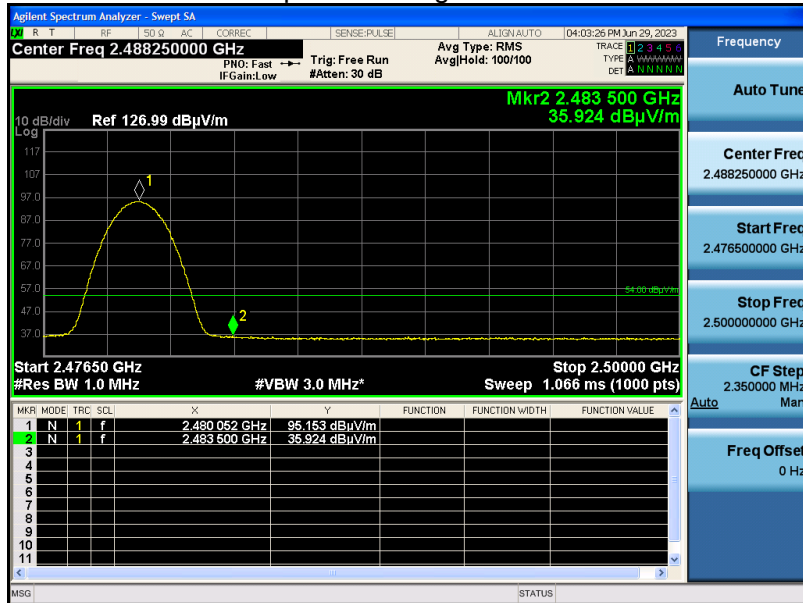 Agilent Spectrum Analyzer - Swept SA
LXI R T RF 50 Ω AC CORREC SENSE:PULSE ALIGN AUTO 04:03:26 PM Jun 29, 2023
Center Freq 2.488250000 GHz
PNO: Fast
IFGain:Low
Trig: Free Run
#Atten: 30 dB
Avg Type: RMS
Avg|Hold: 100/100
TRACE 1 2 3 4 5 6
TYPE A
DET A N N N N N
Mkr2 2.483 500 GHz
35.924 dBµV/m
10 dB/div Ref 126.99 dBµV/m
Log
117
107
97.0
87.0
77.0
67.0
57.0
47.0
37.0
1
2
54.00 dBµV/m
Start 2.47650 GHz Stop 2.50000 GHz
#Res BW 1.0 MHz #VBW 3.0 MHz* Sweep 1.066 ms (1000 pts)
MKR MODE TRC SCL X Y FUNCTION FUNCTION WIDTH FUNCTION VALUE
1 N 1 f 2.480 052 GHz 95.153 dBµV/m
2 N 1 f 2.483 500 GHz 35.924 dBµV/m
3
4
5
6
7
8
9
10
11
MSG STATUS
Frequency
Auto Tune
Center Freq
2.488250000 GHz
Start Freq
2.476500000 GHz
Stop Freq
2.500000000 GHz
CF Step
2.350000 MHz
Auto Man
Freq Offset
0 Hz